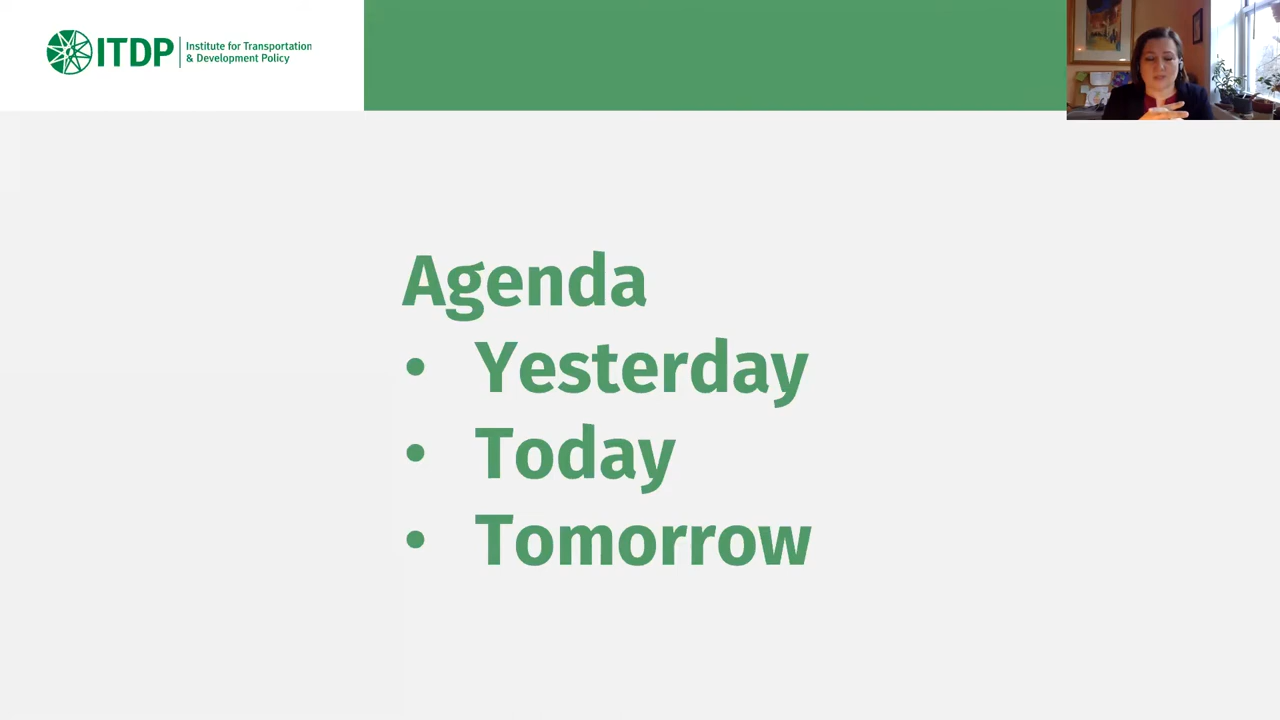 ITDP
Institute for Transportation
& Development Policy
Agenda
• Yesterday
• Today
• Tomorrow